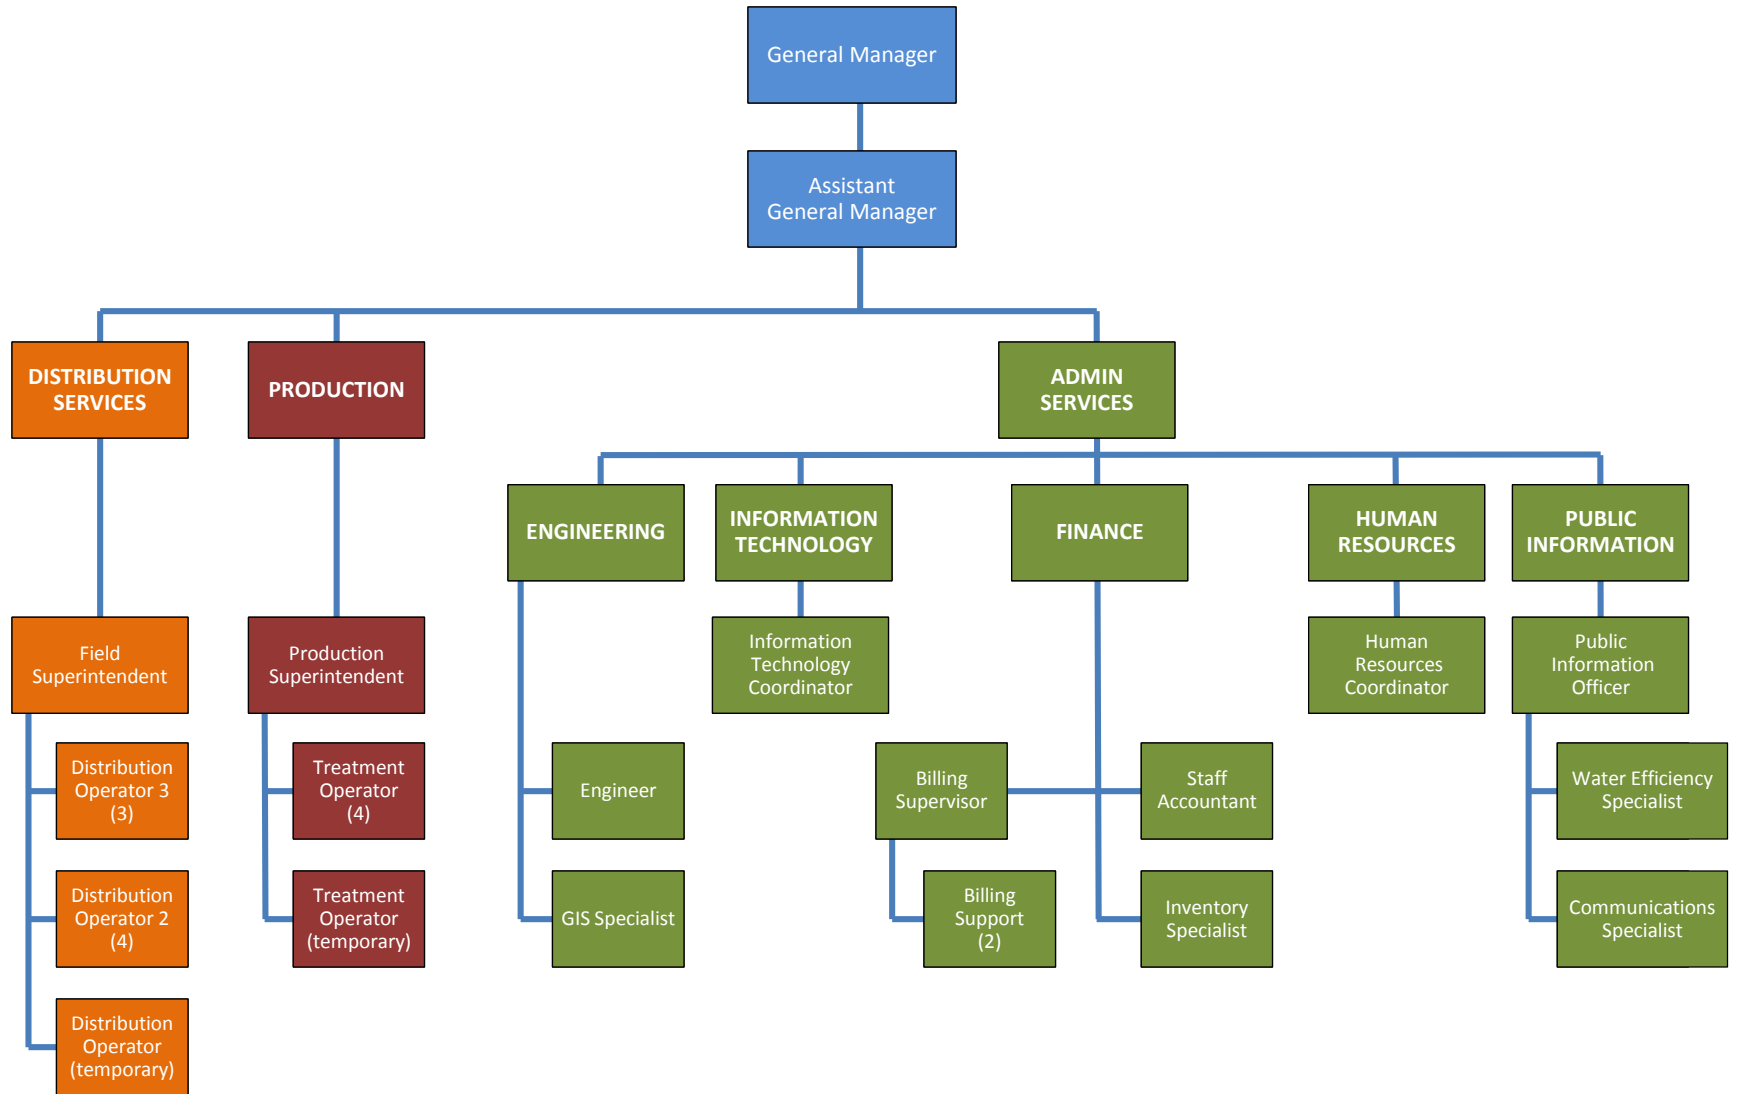 General Manager
Assistant
General Manager
DISTRIBUTION
SERVICES
PRODUCTION
ADMIN
SERVICES
ENGINEERING
INFORMATION
TECHNOLOGY
FINANCE
HUMAN
RESOURCES
PUBLIC
INFORMATION
Field
Superintendent
Production
Superintendent
Information
Technology
Coordinator
Human
Resources
Coordinator
Public
Information
Officer
Distribution
Operator 3
(3)
Treatment
Operator
(4)
Engineer
Billing
Supervisor
Staff
Accountant
Water Efficiency
Specialist
Distribution
Operator 2
(4)
Treatment
Operator
(temporary)
GIS Specialist
Billing
Support
(2)
Inventory
Specialist
Communications
Specialist
Distribution
Operator
(temporary)